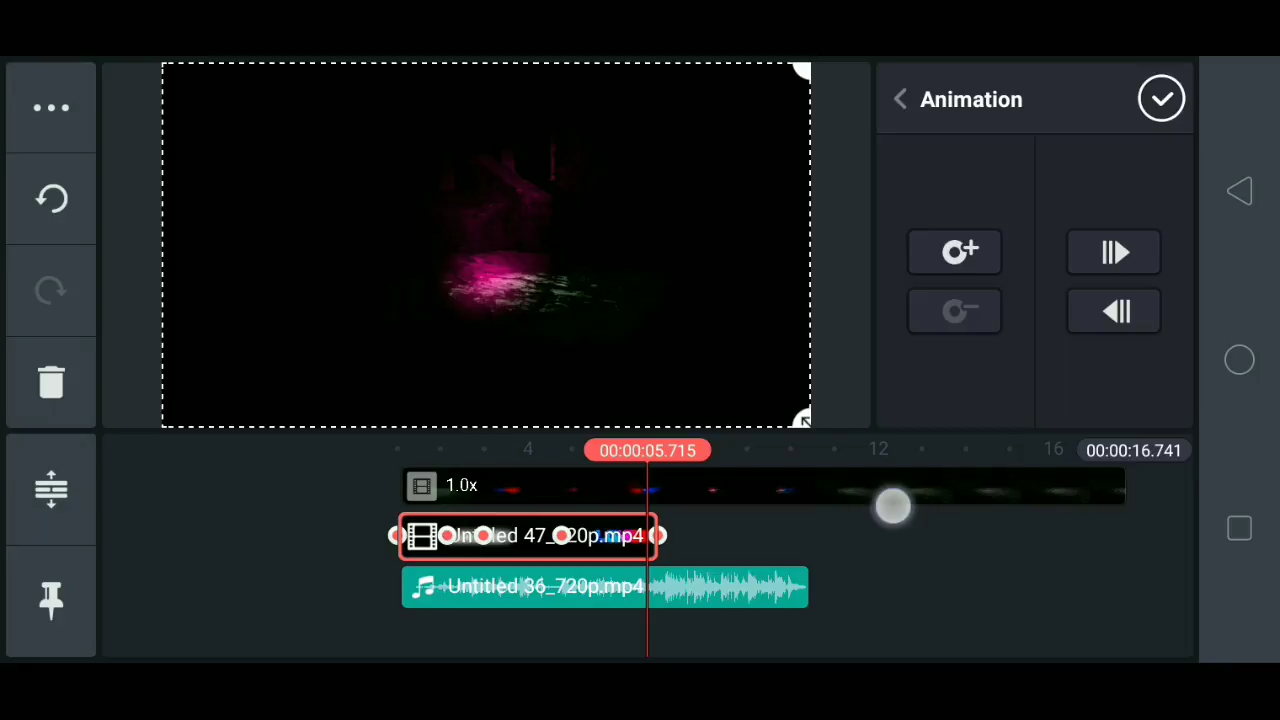 Animation
4
00:00:05.715
12
16
00:00:16.741
1.0x
Untitled 47_720p.mp4
Untitled 36_720p.mp4